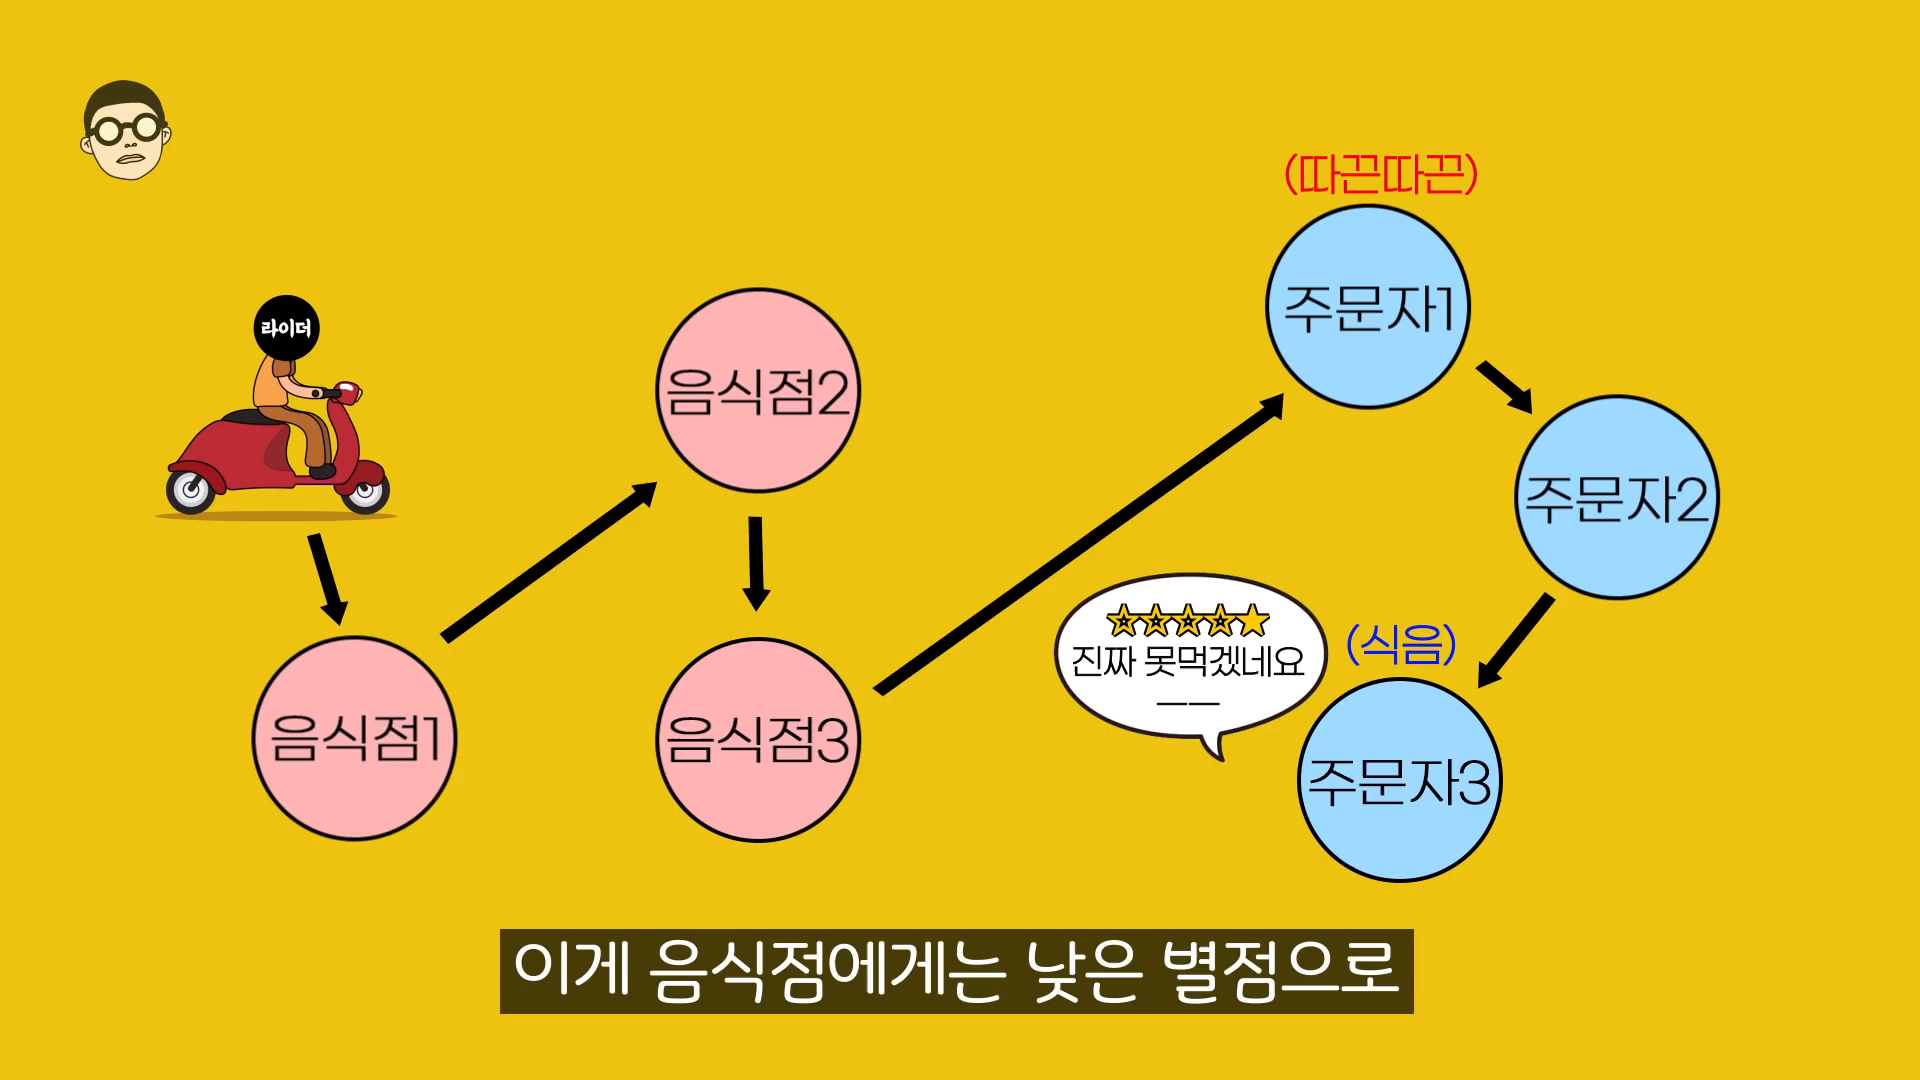 (따끈따끈)
주문자1
라이더
음식점2
주문자2
★★★★★
진짜 못먹겠네요
ㅡㅡ
(식음)
음식점1
음식점3
주문자3
이게 음식점에게는 낮은 별점으로